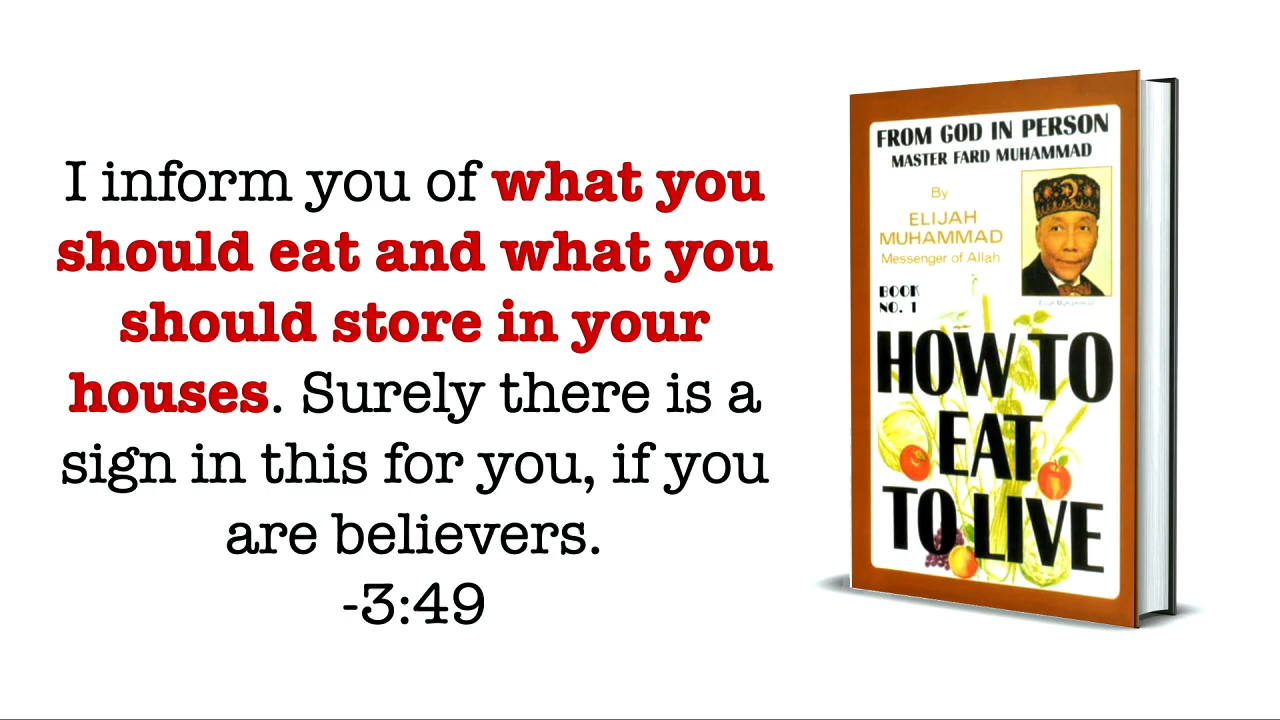 I inform you of what you
should eat and what you
should store in your
houses. Surely there is a
sign in this for you, if you
are believers.
-3:49
FROM GOD IN PERSON
MASTER FARD MUHAMMAD
By
ELIJAH
MUHAMMAD
Messenger of Allah
Elijah Muhammad
BOOK
NO. 1
HOW TO
EAT
TO LIVE